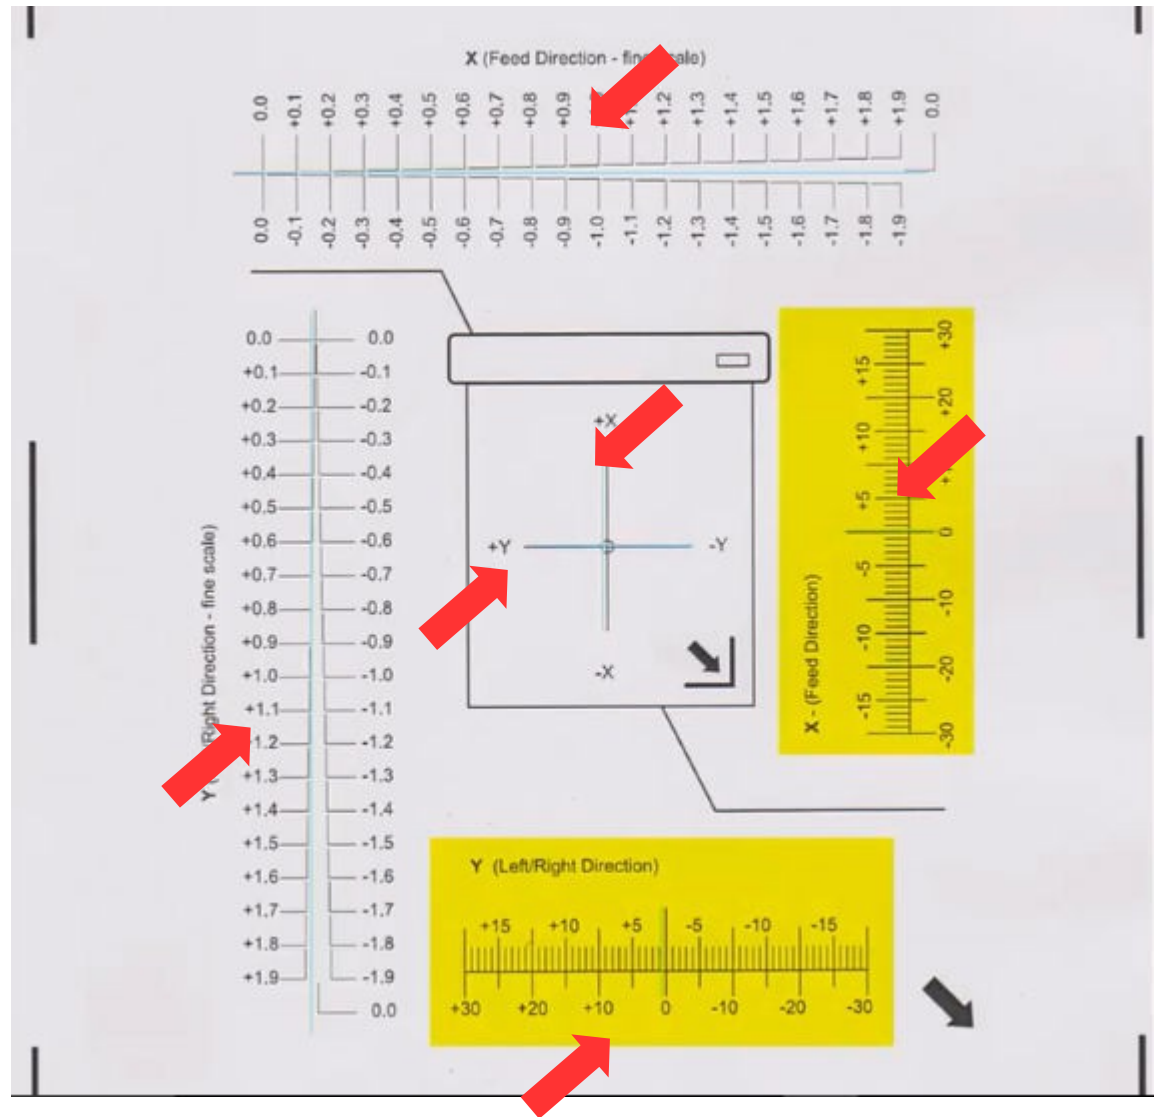 X (Feed Direction - fine scale)
0.0 +0.1 +0.2 +0.3 +0.4 +0.5 +0.6 +0.7 +0.8 +0.9 +1.2 +1.3 +1.4 +1.5 +1.6 +1.7 +1.8 +1.9 0.0
0.0 -0.1 -0.2 -0.3 -0.4 -0.5 -0.6 -0.7 -0.8 -0.9 -1.0 -1.1 -1.2 -1.3 -1.4 -1.5 -1.6 -1.7 -1.8 -1.9
Y Right Direction - fine scale)
0.0 0.0
+0.1 -0.1
+0.2 -0.2
+0.3 -0.3
+0.4 -0.4
+0.5 -0.5
+0.6 -0.6
+0.7 -0.7
+0.8 -0.8
+0.9 -0.9
+1.0 -1.0
+1.1 -1.1
+1.2 -1.2
+1.3 -1.3
+1.4 -1.4
+1.5 -1.5
+1.6 -1.6
+1.7 -1.7
+1.8 -1.8
+1.9 -1.9
0.0
+X
+Y -Y
-X
X - (Feed Direction)
+15 +10 +5 -5 -10 -15
+30 +20 0 -10 -20 -30
Y (Left/Right Direction)
+15 +10 +5 -5 -10 -15
+30 +20 +10 0 -10 -20 -30